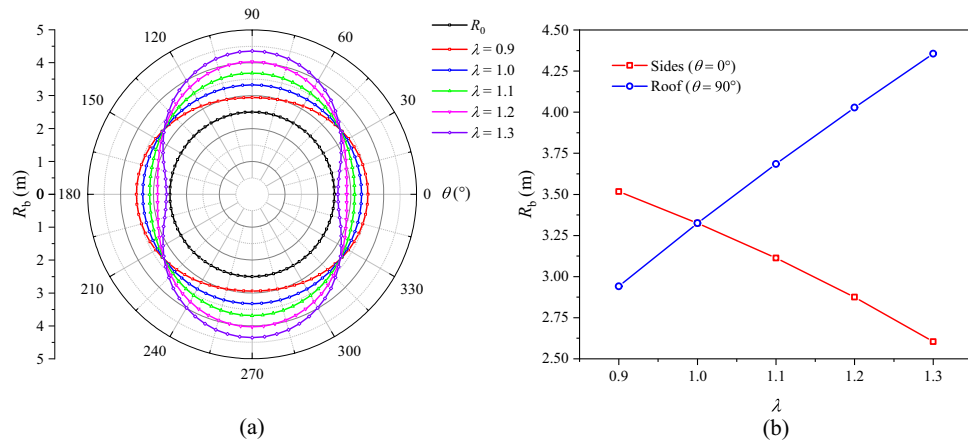 90
120
60
150
30
180
0
θ (°)
210
330
240
300
270
5
4
3
2
1
0
1
2
3
4
5
R_b (m)
R_0
λ = 0.9
λ = 1.0
λ = 1.1
λ = 1.2
λ = 1.3
(a)
4.50
4.25
4.00
3.75
3.50
3.25
3.00
2.75
2.50
R_b (m)
Sides (θ = 0°)
Roof (θ = 90°)
0.9 1.0 1.1 1.2 1.3
λ
(b)